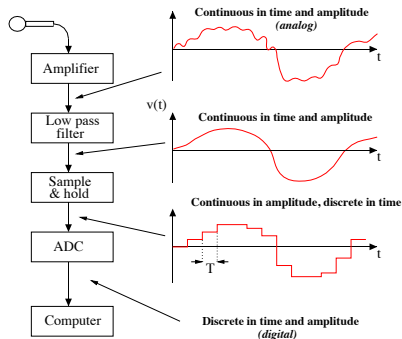 Continuous in time and amplitude
(analog)
Amplifier
t
v(t)
Low pass
filter
Continuous in time and amplitude
t
Sample
& hold
Continuous in amplitude, discrete in time
ADC
t
T
Computer
Discrete in time and amplitude
(digital)